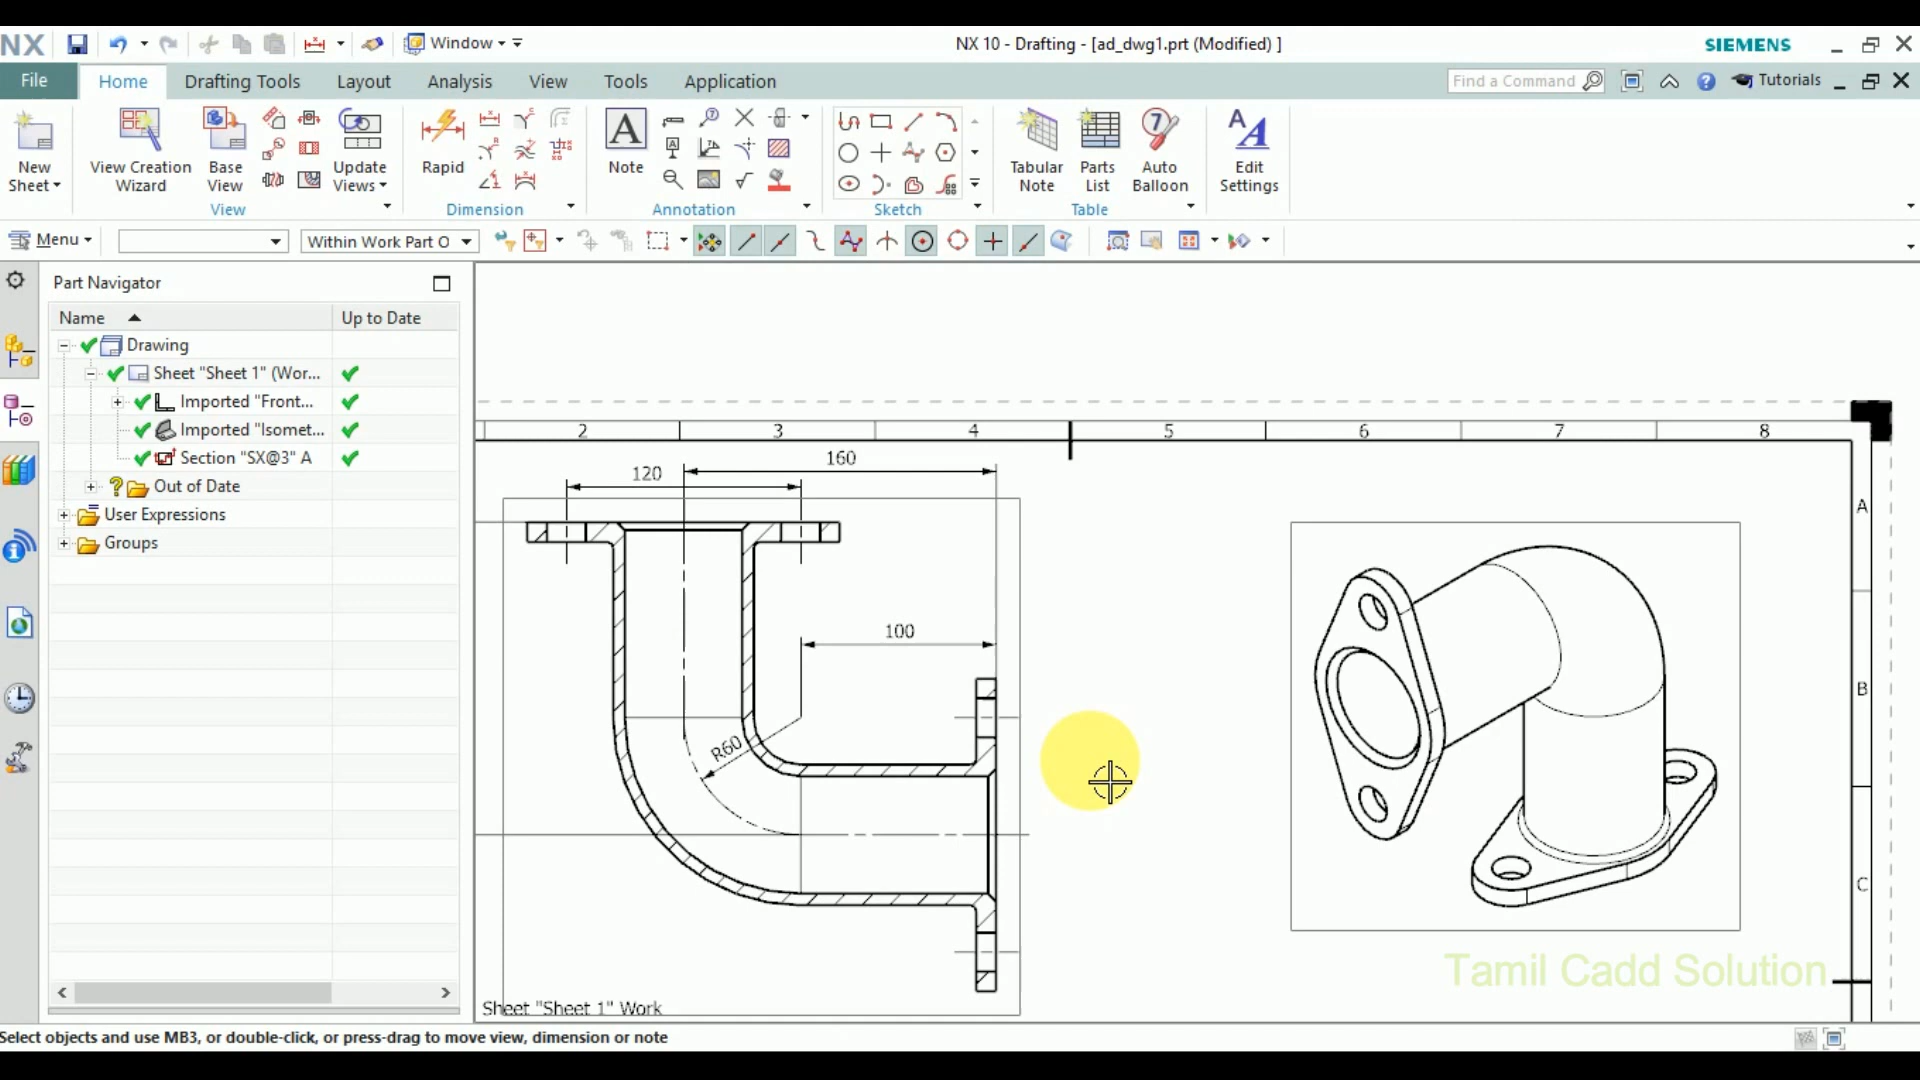 NX Window NX 10 - Drafting - [ad_dwg1.prt (Modified) ] SIEMENS
File Home Drafting Tools Layout Analysis View Tools Application Find a Command Tutorials
New Sheet
View Creation Wizard
Base View
Update Views
Rapid
Note
Tabular Note
Parts List
Auto Balloon
Edit Settings
View Dimension Annotation Sketch Table
Menu Within Work Part O
Part Navigator
Name Up to Date
Drawing
Sheet "Sheet 1" (Wor...
Imported "Front...
Imported "Isomet...
Section "SX@3" A
Out of Date
User Expressions
Groups
2 3 4 5 6 7 8
160
120
A
100
B
R60
C
Tamil Cadd Solution
Sheet "Sheet 1" Work
Select objects and use MB3, or double-click, or press-drag to move view, dimension or note